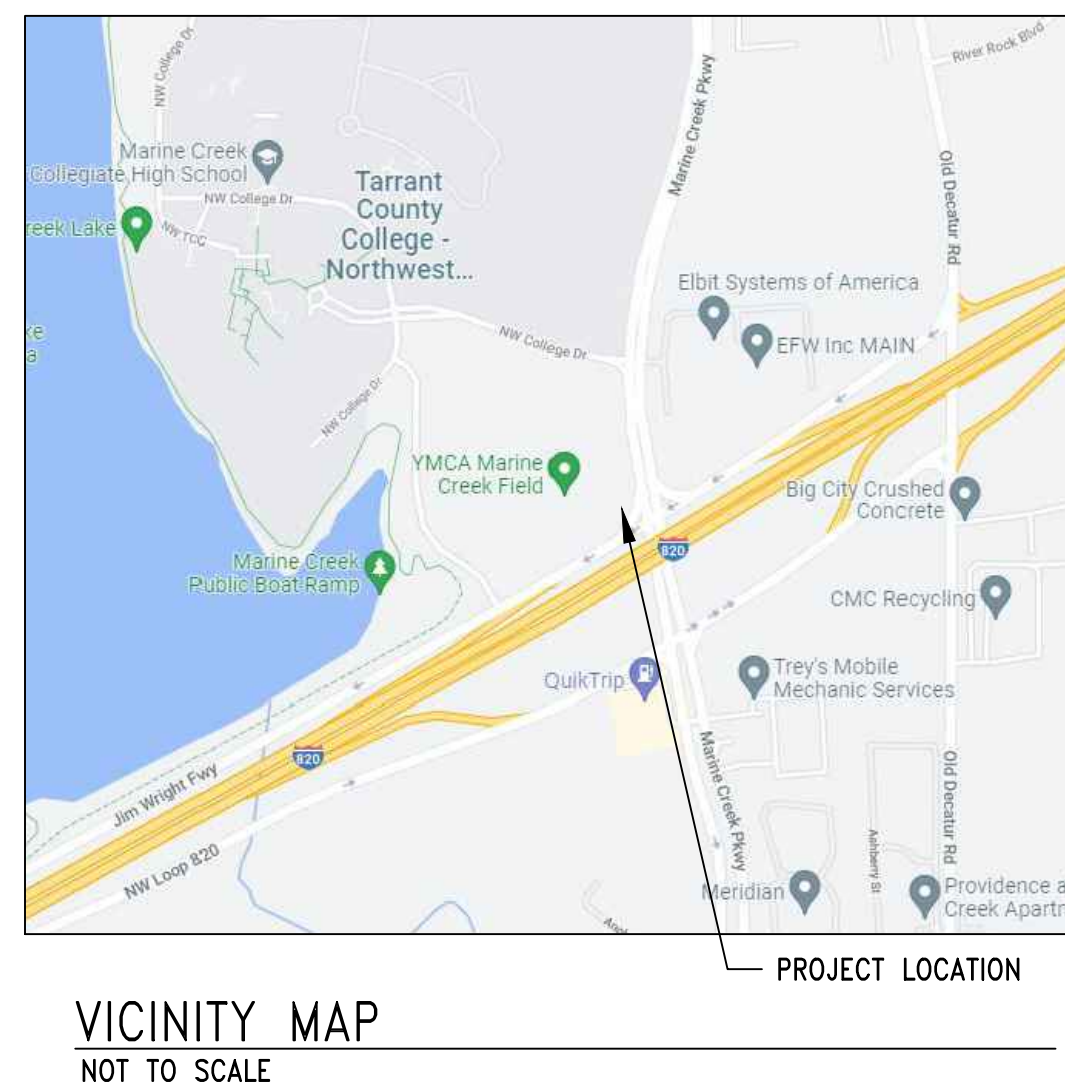 NW College Dr
River Rock Blvd
Marine Creek Pkwy
Old Decatur Rd
Marine Creek
Collegiate High School
NW College Dr
NW TCC
reek Lake
Tarrant
County
College -
Northwest...
Elbit Systems of America
EFW Inc MAIN
NW College Dr
NW College Dr
YMCA Marine
Creek Field
Big City Crushed
Concrete
820
Marine Creek
Public Boat Ramp
CMC Recycling
QuikTrip
Trey's Mobile
Mechanic Services
820
Jim Wright Fwy
NW Loop 820
Marine Creek Pkwy
Old Decatur Rd
Ashberry St
Meridian
Providence a
Creek Apartm
PROJECT LOCATION
VICINITY MAP
NOT TO SCALE